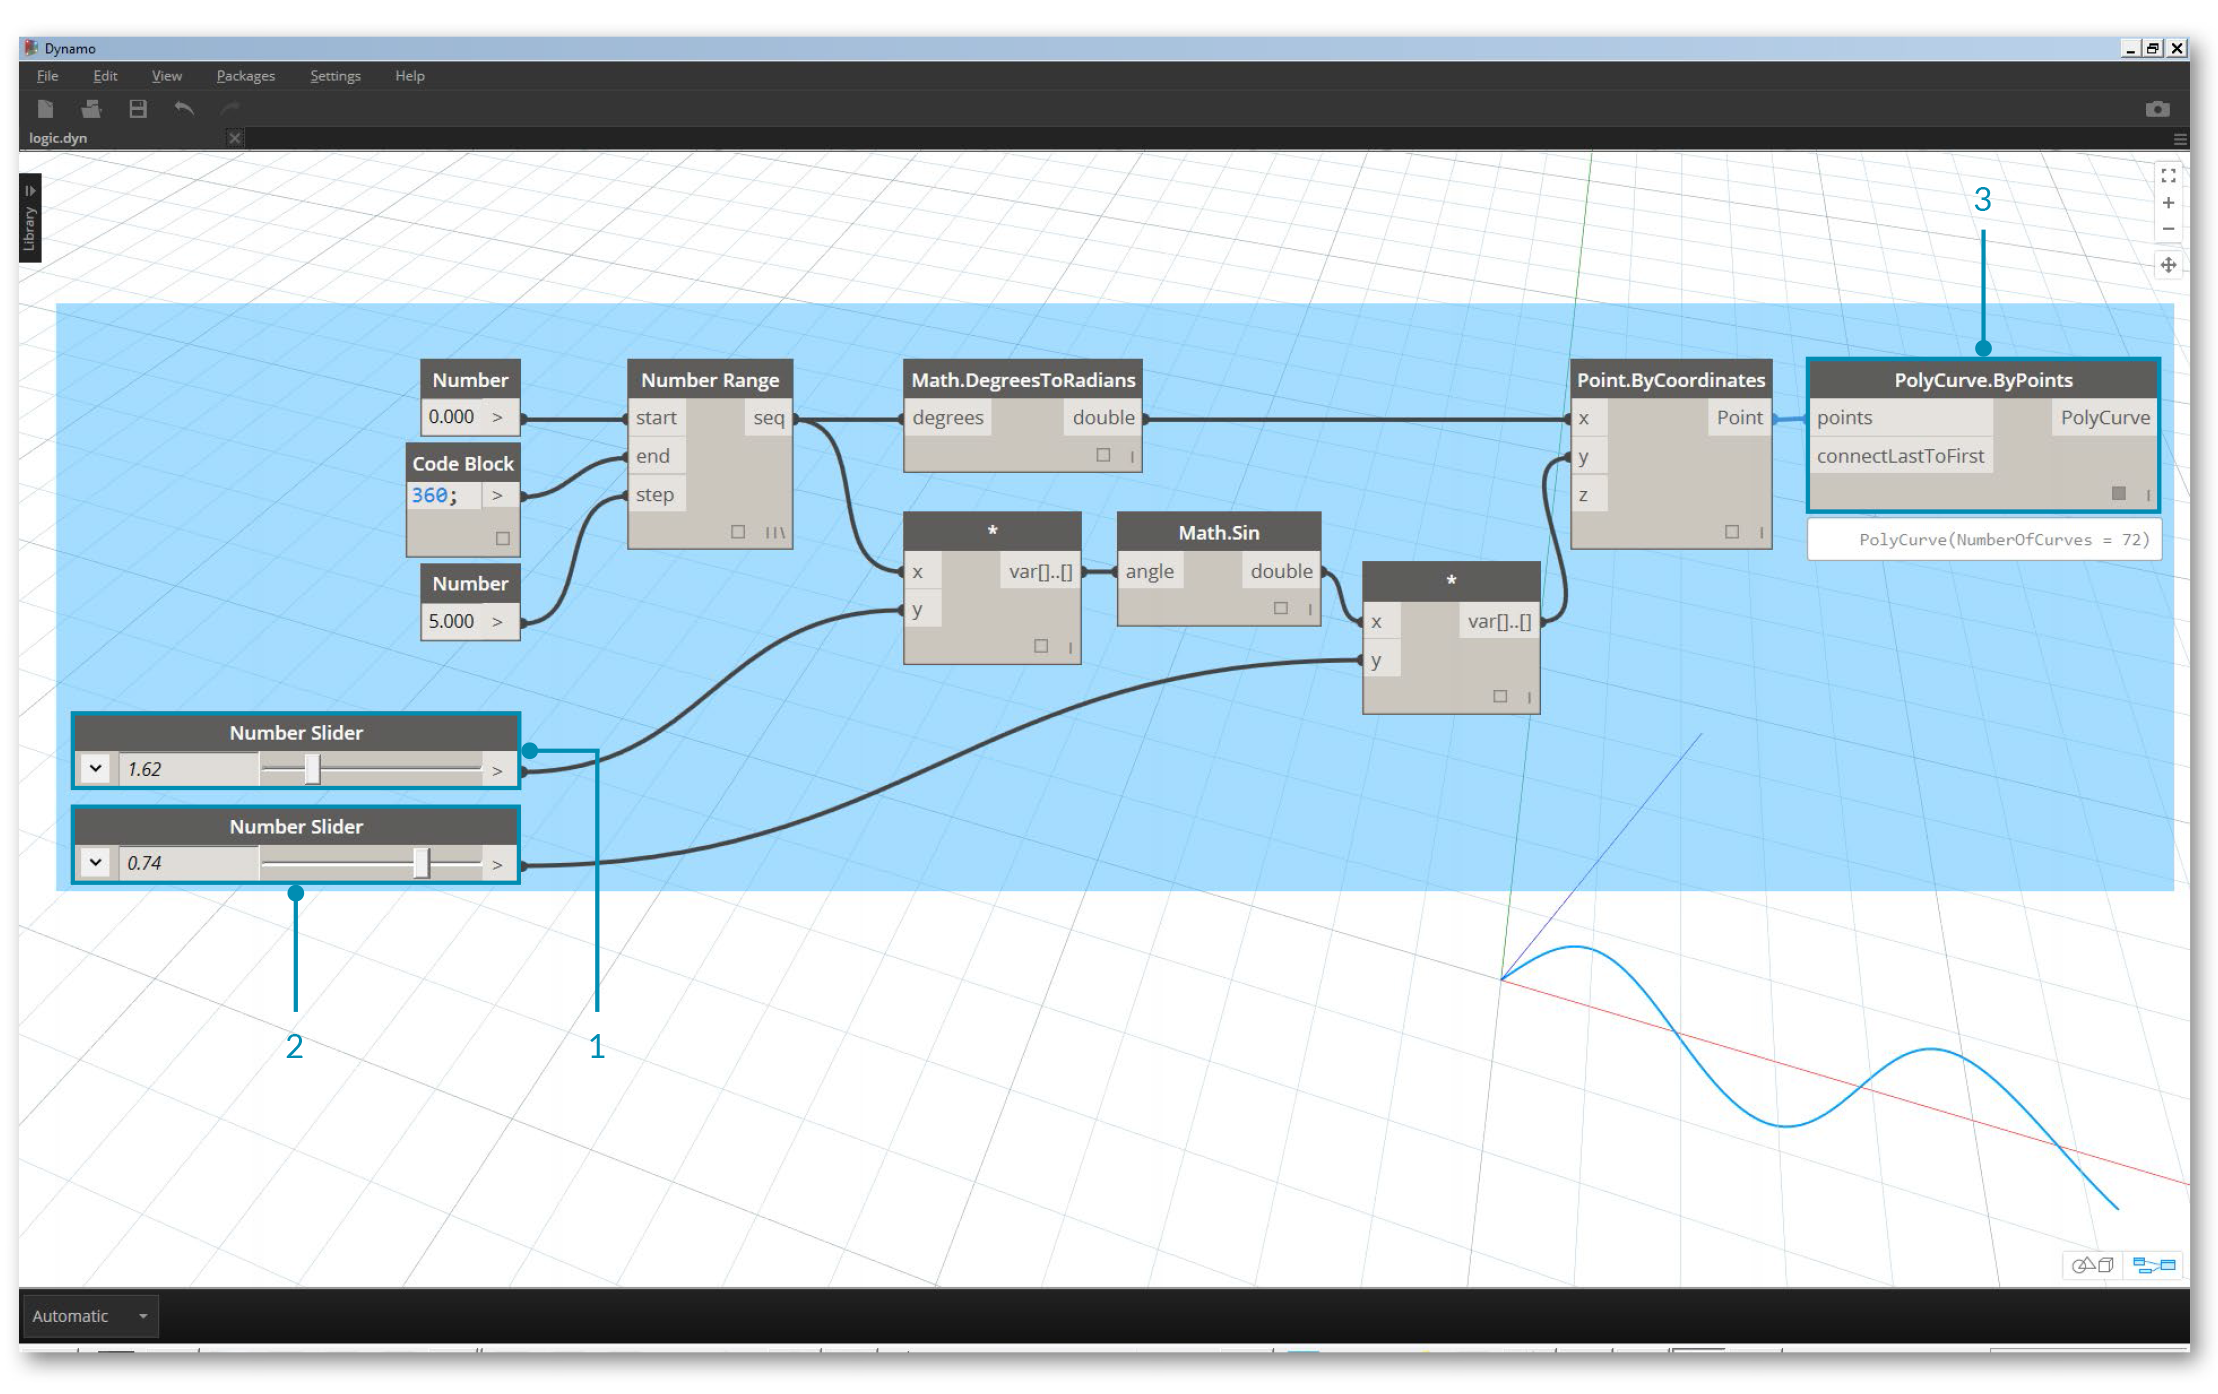 Dynamo
File Edit View Packages Settings Help
logic.dyn
Library
3
Number
0.000 >
Code Block
360; >
Number
5.000 >
Number Range
start seq
end
step
Math.DegreesToRadians
degrees double
*
x var[]..[]
y
Math.Sin
angle double
*
x var[]..[]
y
Point.ByCoordinates
x Point
y
z
PolyCurve.ByPoints
points PolyCurve
connectLastToFirst
PolyCurve(NumberOfCurves = 72)
Number Slider
1.62 >
Number Slider
0.74 >
2
1
Automatic